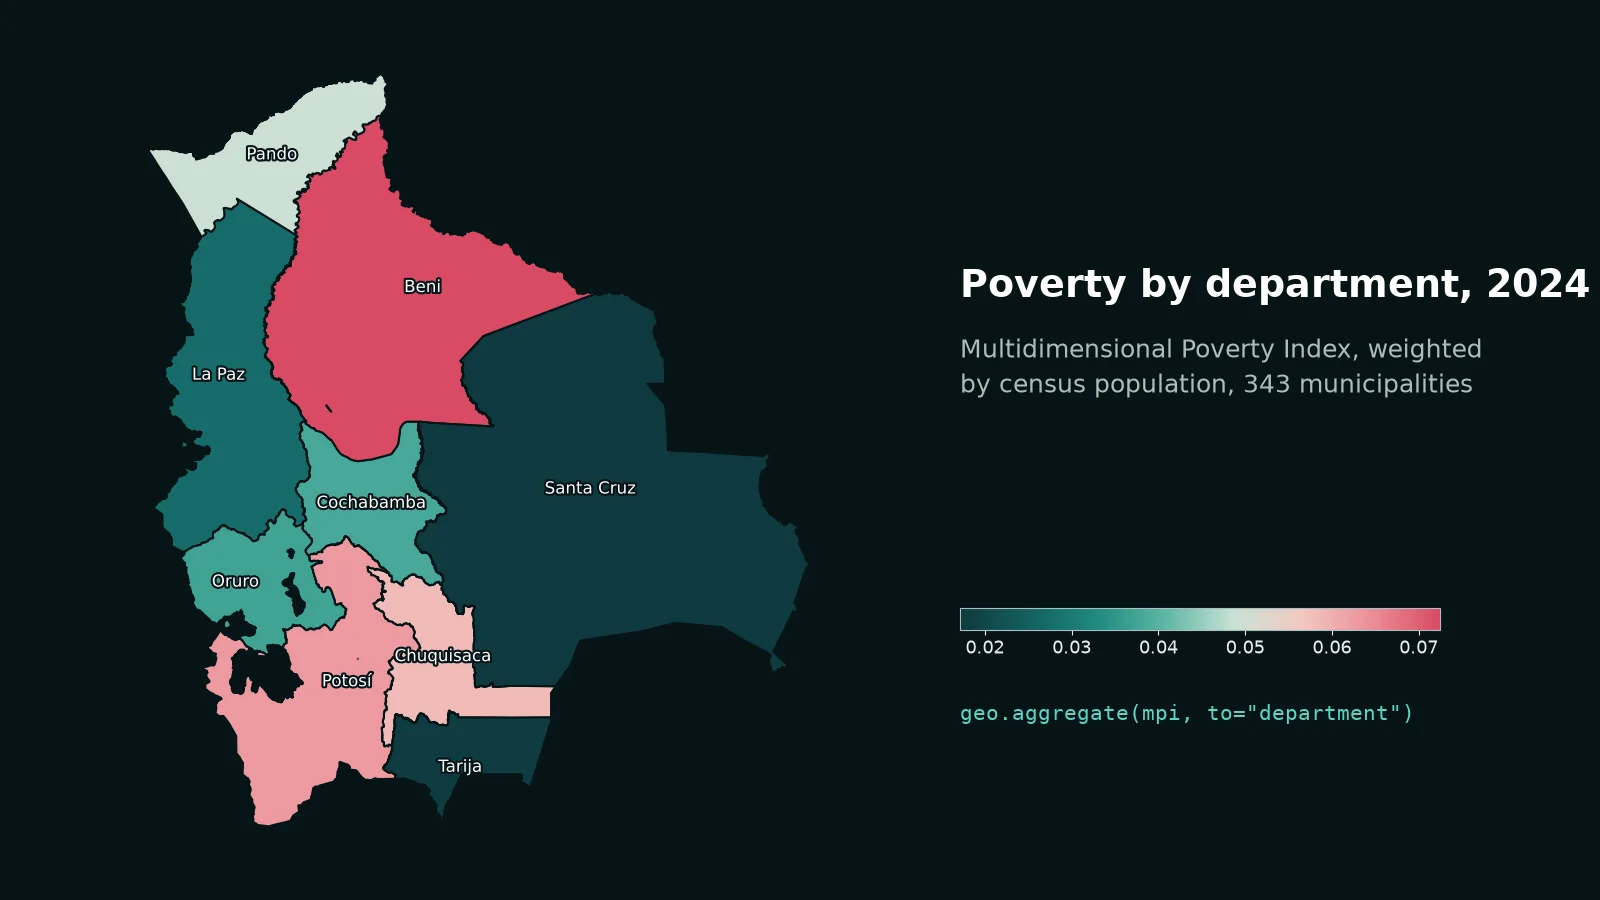 Pando
Beni
La Paz
Santa Cruz
Cochabamba
Oruro
Chuquisaca
Potosí
Tarija
Poverty by department, 2024
Multidimensional Poverty Index, weighted
by census population, 343 municipalities
0.02 0.03 0.04 0.05 0.06 0.07
geo.aggregate(mpi, to="department")